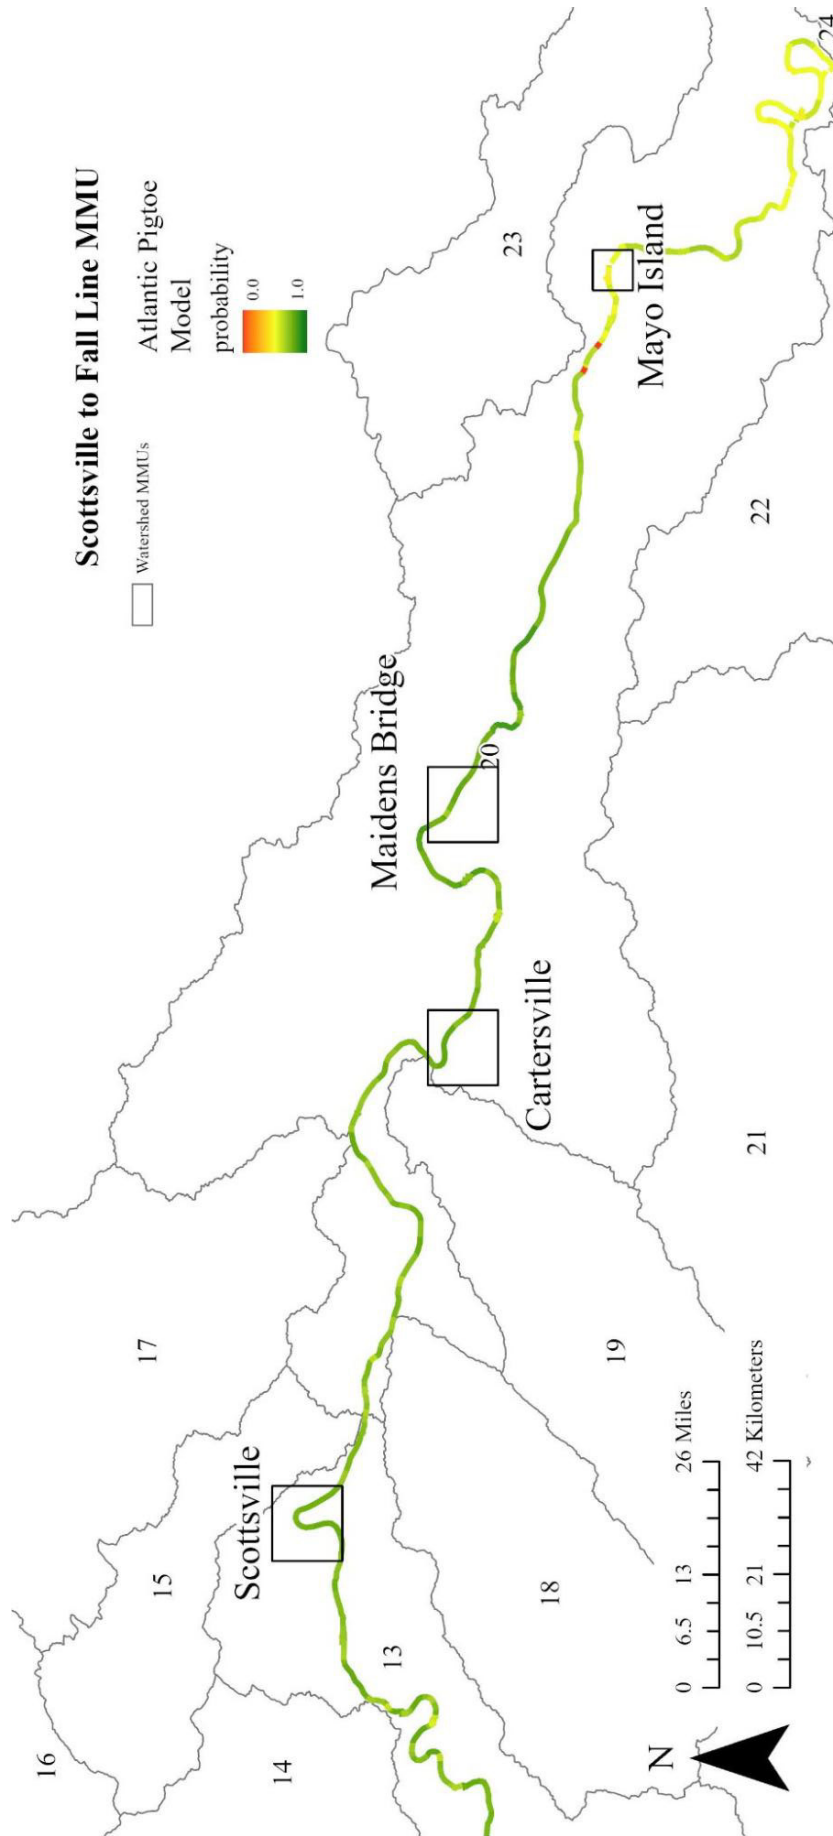 Scottsville to Fall Line MMU
Watershed MMUs
Atlantic Pigtoe
Model
probability
0.0
1.0
16
15
17
23
24
14
Scottsville
Maidens Bridge
13
20
Cartersville
Mayo Island
18
19
21
22
N
0 6.5 13 26 Miles
0 10.5 21 42 Kilometers